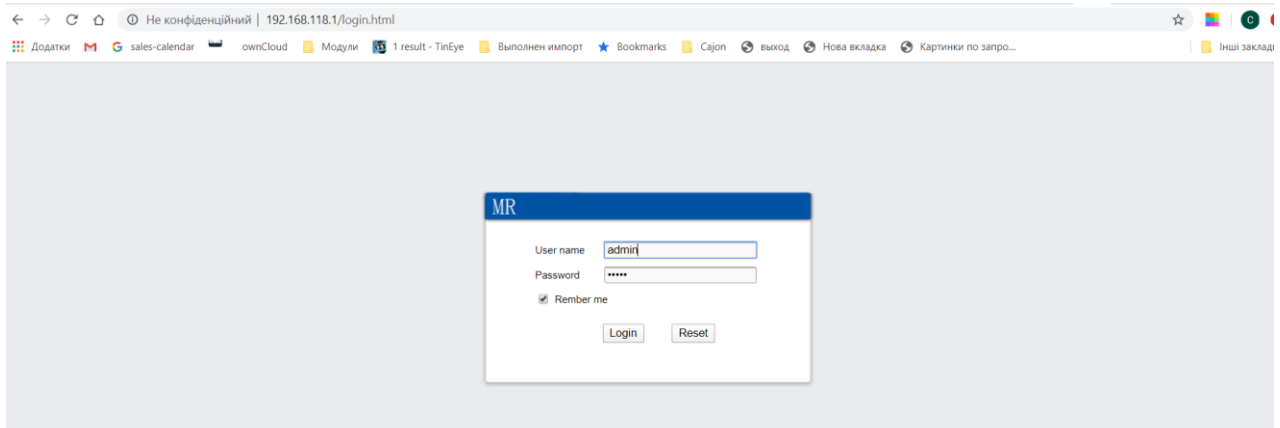 Не конфіденційний | 192.168.118.1/login.html
Додатки sales-calendar ownCloud Модули 1 result - TinEye Выполнен импорт Bookmarks Cajon выход Нова вкладка Картинки по запро... Інші заклад
MR
User name admin
Password •••••
Rember me
Login Reset